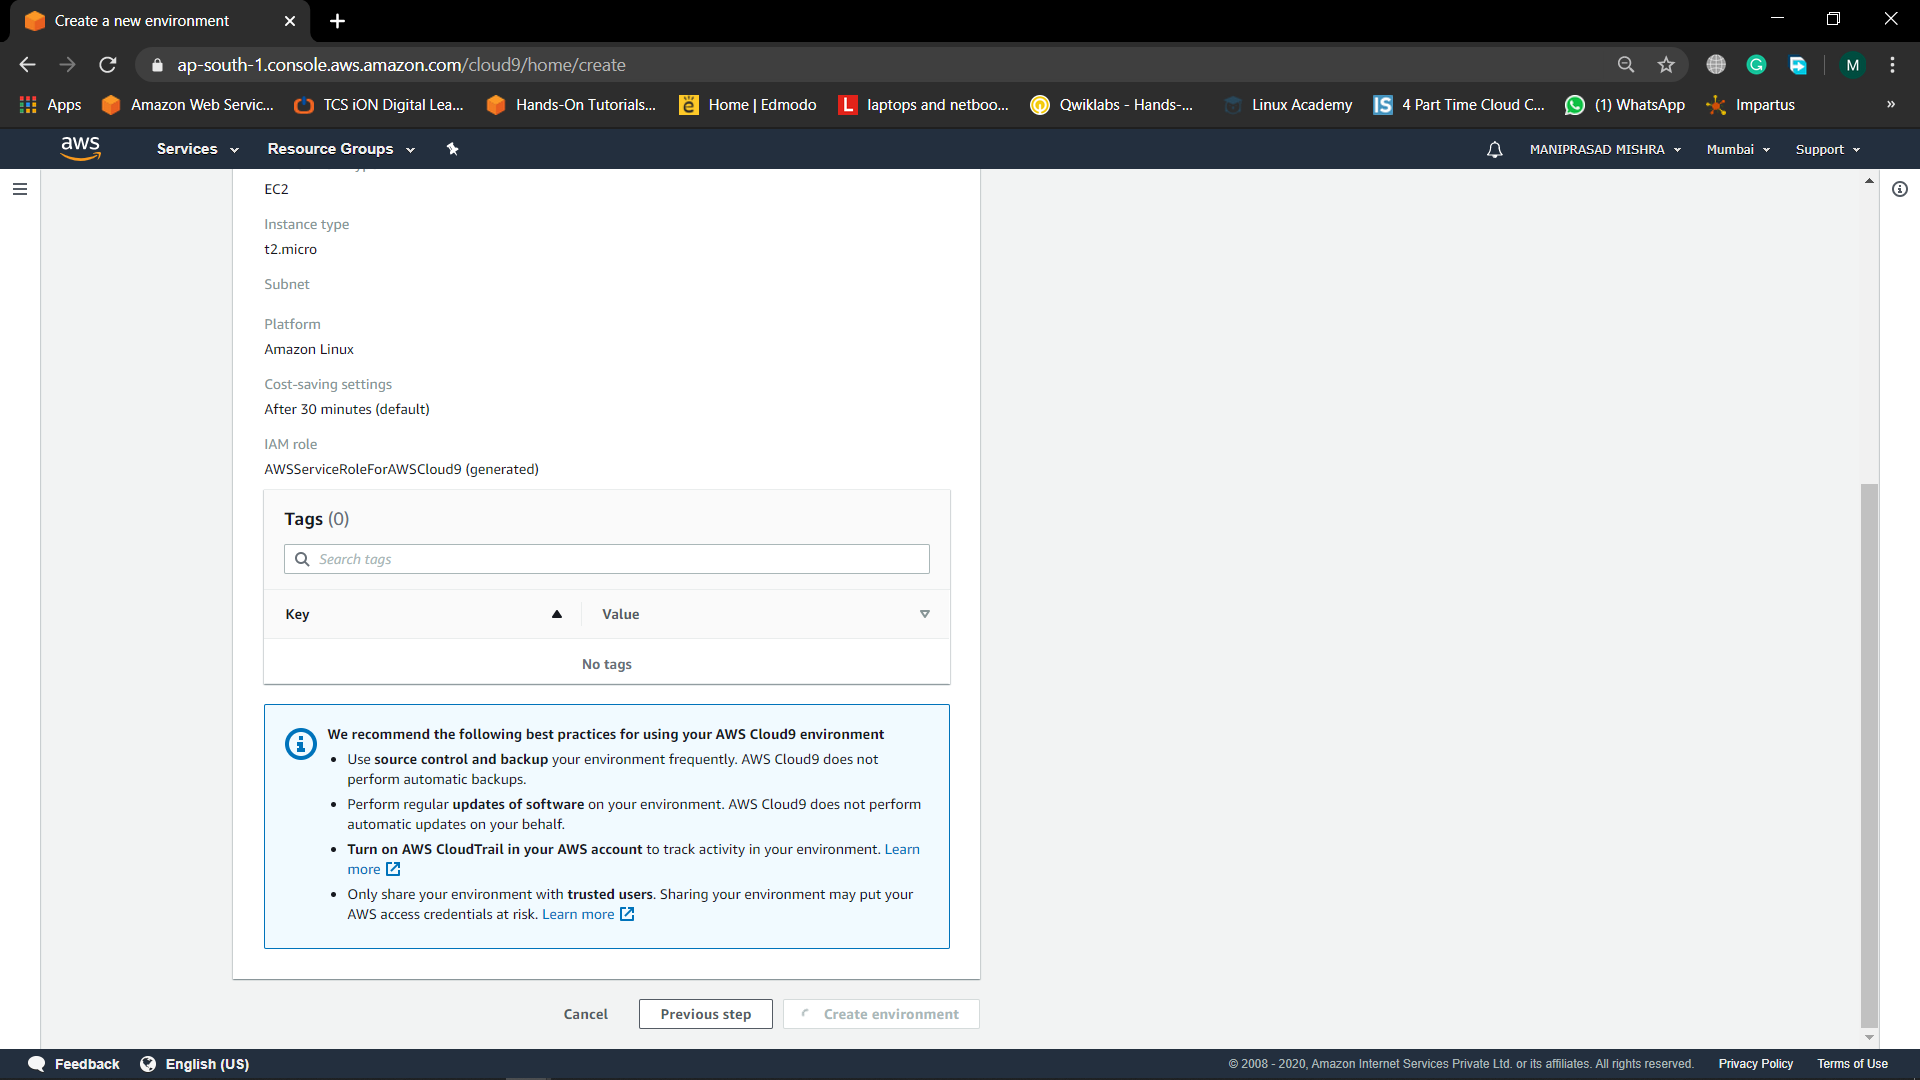 Create a new environment
ap-south-1.console.aws.amazon.com/cloud9/home/create
M
Apps
Amazon Web Servic...
TCS iON Digital Lea...
Hands-On Tutorials...
Home | Edmodo
laptops and netboo...
Qwiklabs - Hands-...
Linux Academy
4 Part Time Cloud C...
(1) WhatsApp
Impartus
»
aws
Services
Resource Groups
MANIPRASAD MISHRA
Mumbai
Support
EC2
Instance type
t2.micro
Subnet
Platform
Amazon Linux
Cost-saving settings
After 30 minutes (default)
IAM role
AWSServiceRoleForAWSCloud9 (generated)
Tags (0)
Search tags
Key
Value
No tags
We recommend the following best practices for using your AWS Cloud9 environment
• Use source control and backup your environment frequently. AWS Cloud9 does not
perform automatic backups.
• Perform regular updates of software on your environment. AWS Cloud9 does not perform
automatic updates on your behalf.
• Turn on AWS CloudTrail in your AWS account to track activity in your environment. Learn
more
• Only share your environment with trusted users. Sharing your environment may put your
AWS access credentials at risk. Learn more
Cancel
Previous step
Create environment
Feedback
English (US)
© 2008 - 2020, Amazon Internet Services Private Ltd. or its affiliates. All rights reserved.
Privacy Policy
Terms of Use